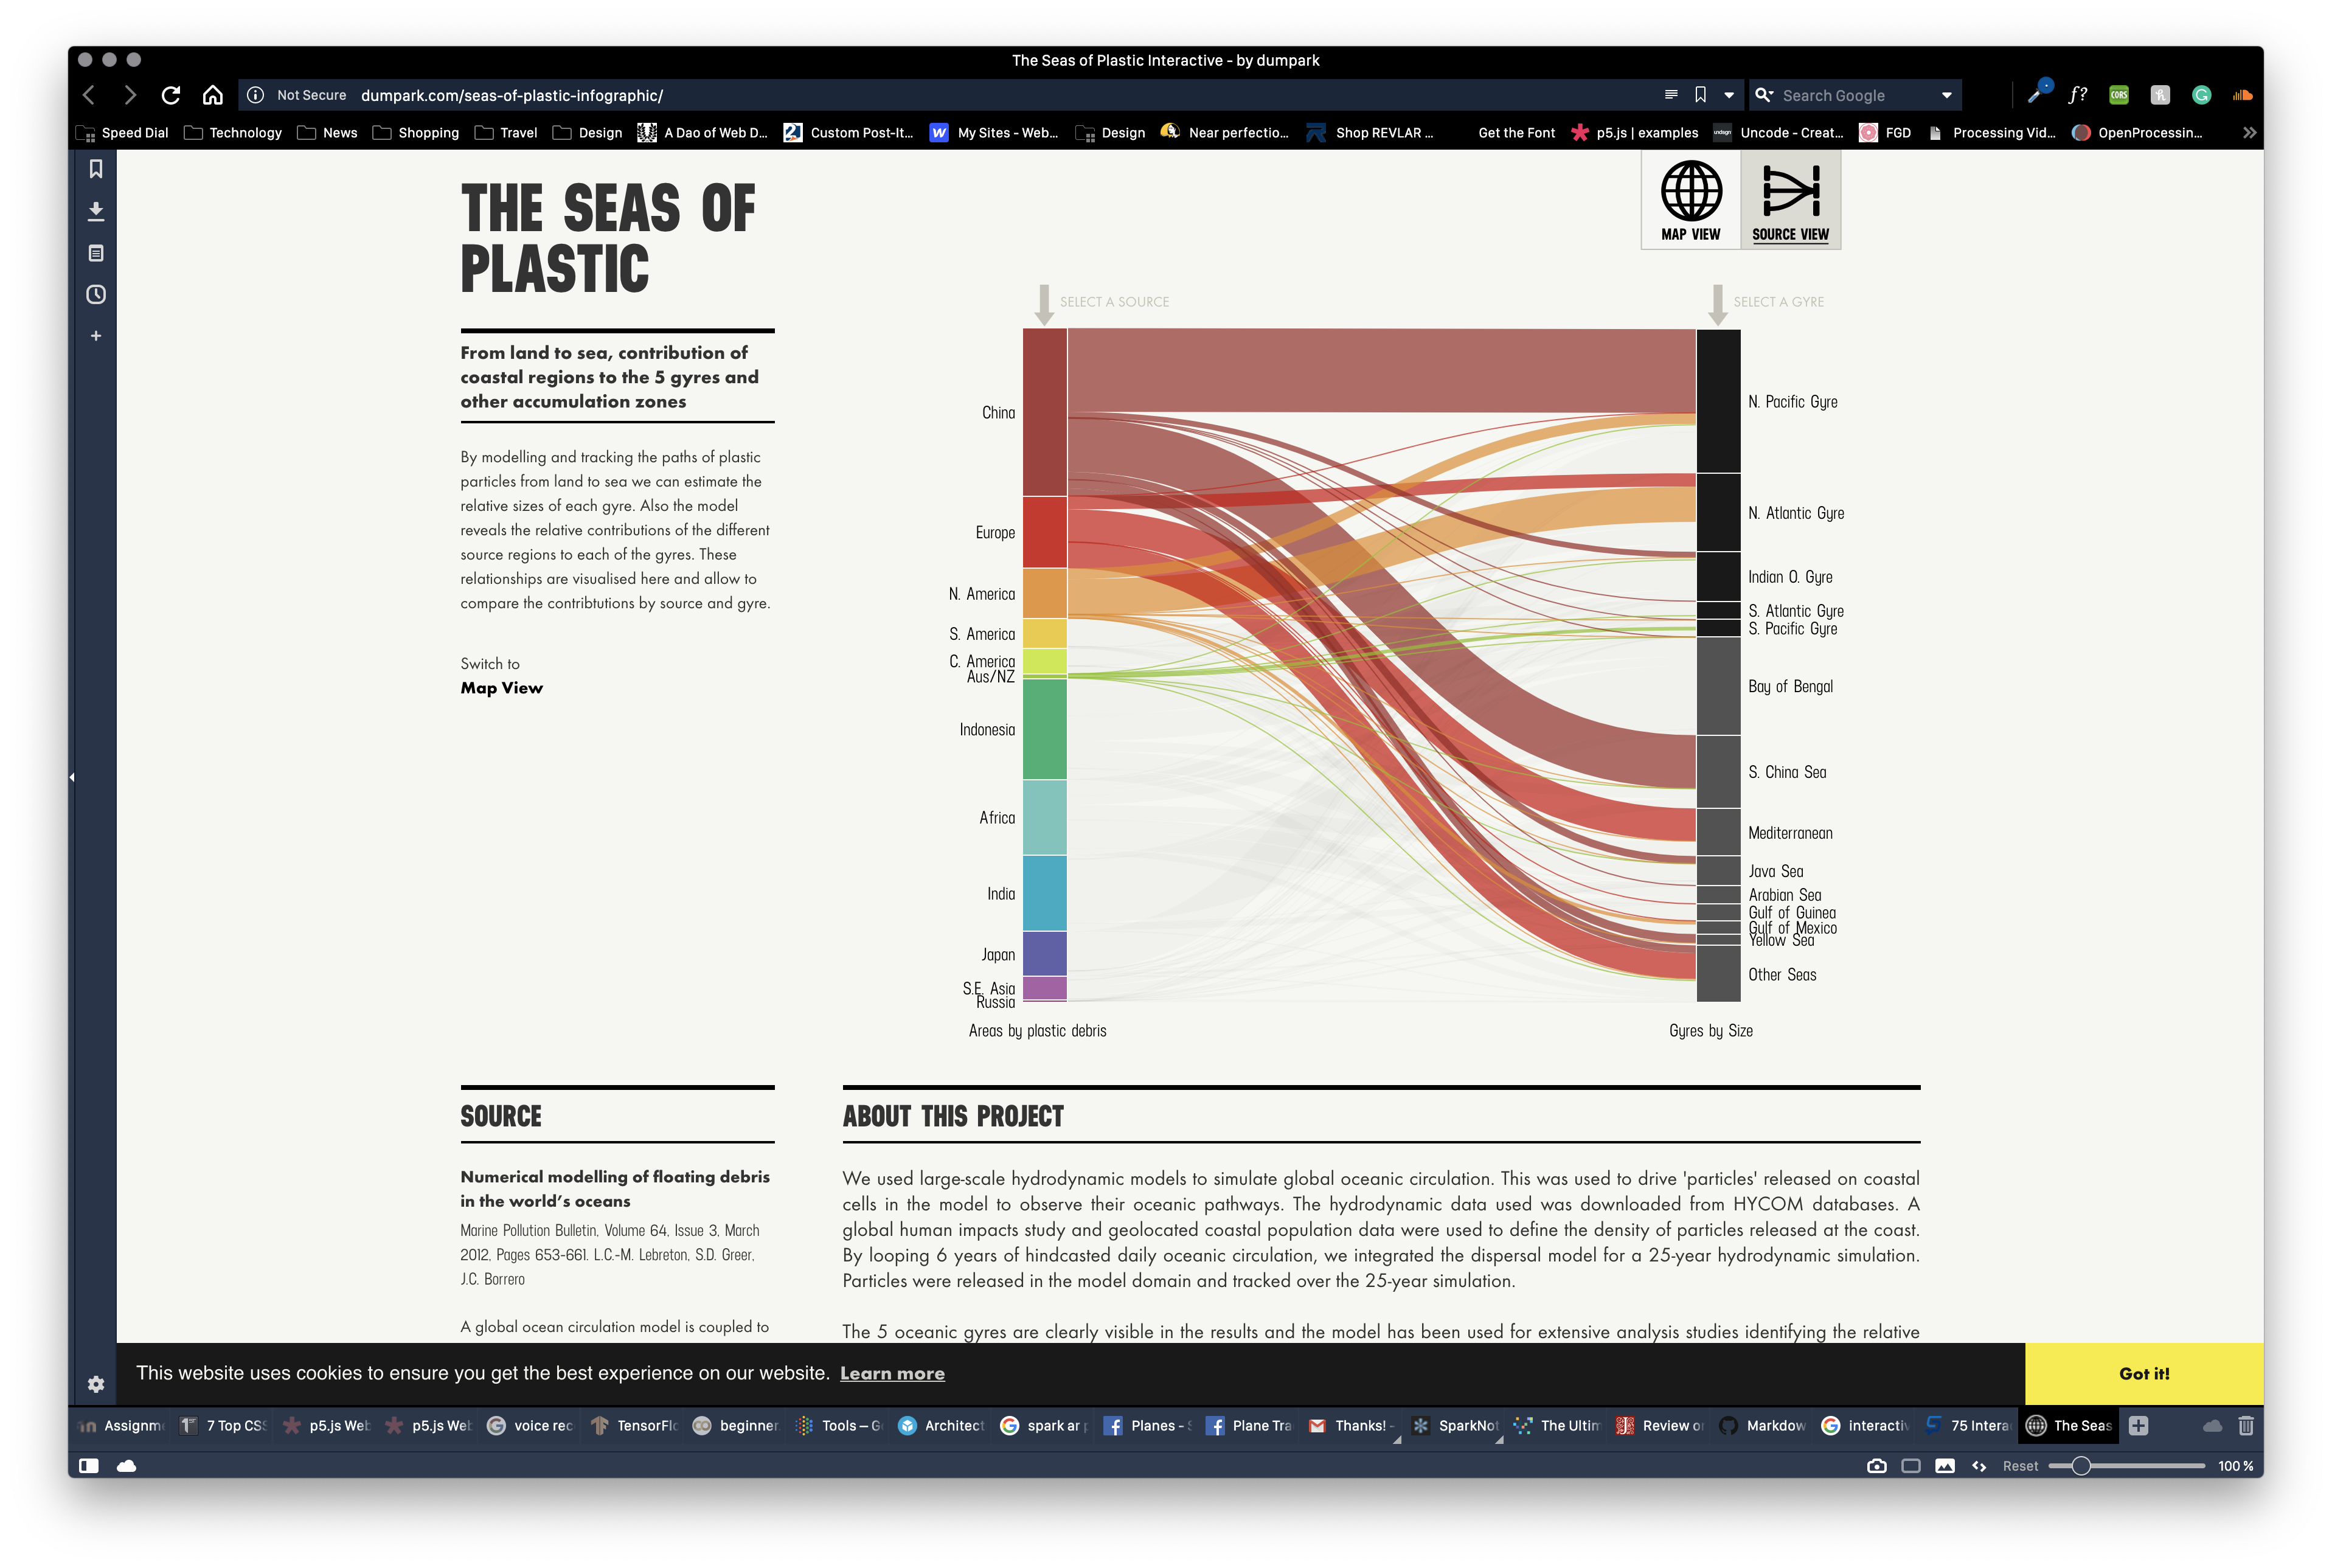 The Seas of Plastic Interactive - by dumpark
Not Secure dumpark.com/seas-of-plastic-infographic/
Search Google
f?
CORS
Speed Dial Technology News Shopping Travel Design A Dao of Web D... Custom Post-It... My Sites - Web... Design Near perfectio... Shop REVLAR ... Get the Font p5.js | examples Uncode - Creat... FGD Processing Vid... OpenProcessin...
THE SEAS OF
PLASTIC
MAP VIEW
SOURCE VIEW
From land to sea, contribution of
coastal regions to the 5 gyres and
other accumulation zones
By modelling and tracking the paths of plastic
particles from land to sea we can estimate the
relative sizes of each gyre. Also the model
reveals the relative contributions of the different
source regions to each of the gyres. These
relationships are visualised here and allow to
compare the contribtutions by source and gyre.
Switch to
Map View
SELECT A SOURCE
China
Europe
N. America
S. America
C. America
Aus/NZ
Indonesia
Africa
India
Japan
S.E. Asia
Russia
Areas by plastic debris
SELECT A GYRE
N. Pacific Gyre
N. Atlantic Gyre
Indian O. Gyre
S. Atlantic Gyre
S. Pacific Gyre
Bay of Bengal
S. China Sea
Mediterranean
Java Sea
Arabian Sea
Gulf of Guinea
Gulf of Mexico
Yellow Sea
Other Seas
Gyres by Size
SOURCE
Numerical modelling of floating debris
in the world's oceans
Marine Pollution Bulletin, Volume 64, Issue 3, March
2012, Pages 653-661. L.C.-M. Lebreton, S.D. Greer,
J.C. Borrero
A global ocean circulation model is coupled to
ABOUT THIS PROJECT
We used large-scale hydrodynamic models to simulate global oceanic circulation. This was used to drive 'particles' released on coastal
cells in the model to observe their oceanic pathways. The hydrodynamic data used was downloaded from HYCOM databases. A
global human impacts study and geolocated coastal population data were used to define the density of particles released at the coast.
By looping 6 years of hindcasted daily oceanic circulation, we integrated the dispersal model for a 25-year hydrodynamic simulation.
Particles were released in the model domain and tracked over the 25-year simulation.
The 5 oceanic gyres are clearly visible in the results and the model has been used for extensive analysis studies identifying the relative
This website uses cookies to ensure you get the best experience on our website. Learn more
Got it!
Assignm 7 Top CSS p5.js Web p5.js Web voice rec TensorFlo beginner. Tools – G Architect spark ar p Planes - S Plane Tra Thanks! - SparkNot The Ultim Review or Markdow interactiv 75 Intera The Seas
Reset 100 %